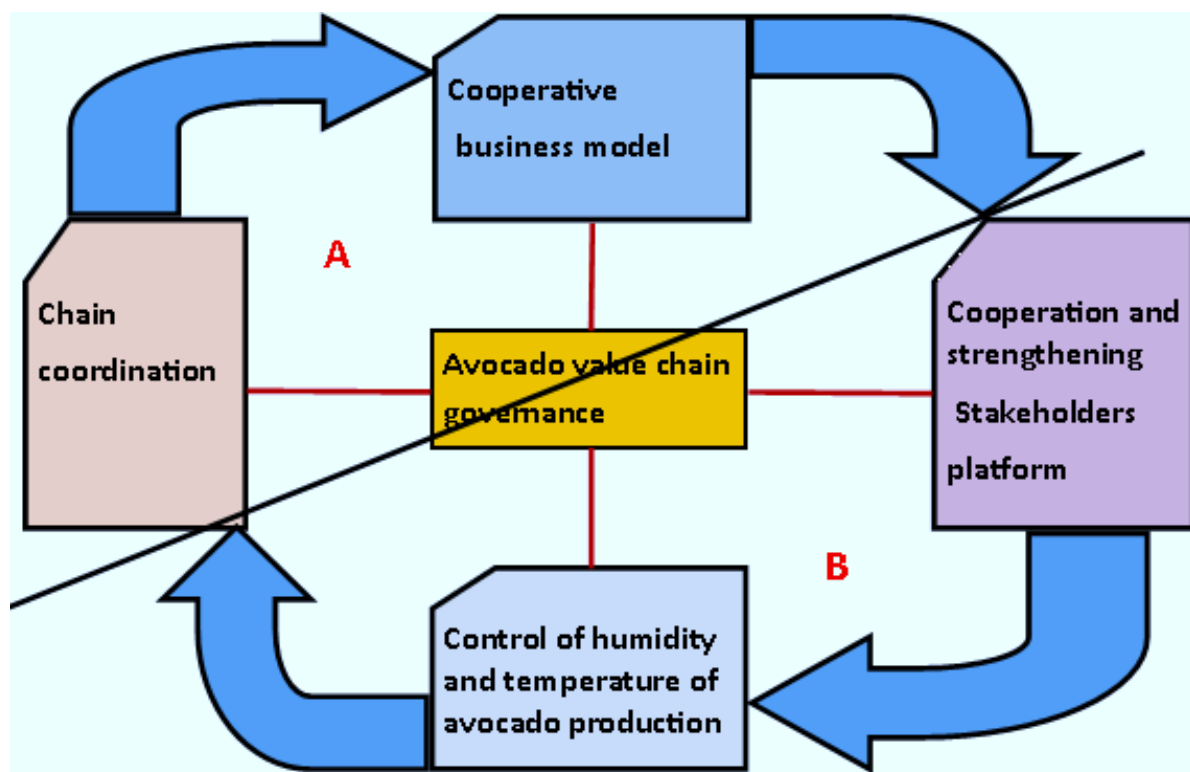 Cooperative
business model
A
Chain
coordination
Avocado value chain
governance
Cooperation and
strengthening
Stakeholders
platform
B
Control of humidity
and temperature of
avocado production